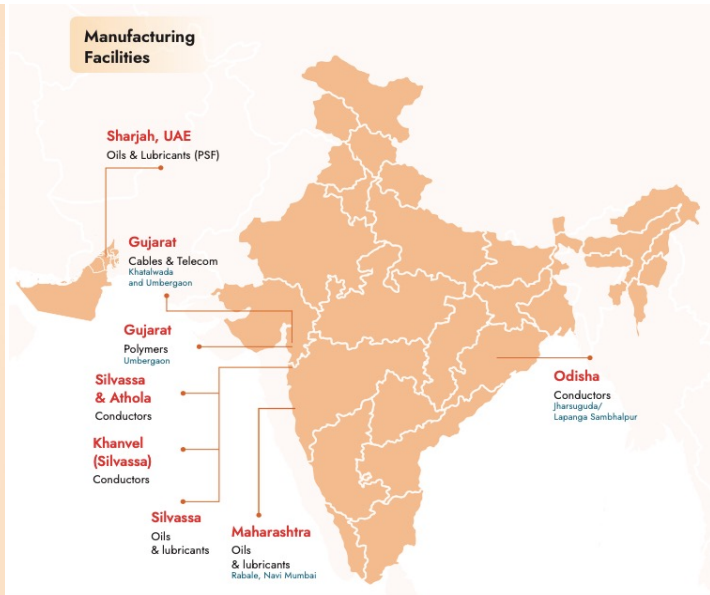 Manufacturing
Facilities
Sharjah, UAE
Oils & Lubricants (PSF)
Gujarat
Cables & Telecom
Khatalwada
and Umbergaon
Gujarat
Polymers
Umbergaon
Silvassa
& Athola
Conductors
Khanvel
(Silvassa)
Conductors
Silvassa
Oils
& lubricants
Maharashtra
Oils
& lubricants
Rabale, Navi Mumbai
Odisha
Conductors
Jharsuguda/
Lapanga Sambhalpur